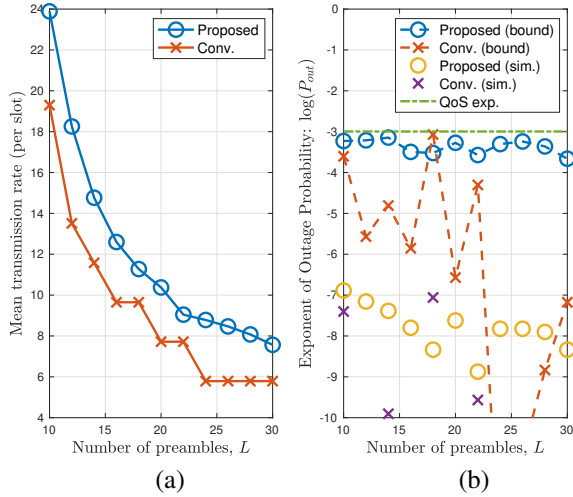 24
22
20
18
16
14
12
10
8
6
4
10
15
20
25
30
Mean transmission rate (per slot)
Number of preambles, L
Proposed
Conv.
(a)
0
-1
-2
-3
-4
-5
-6
-7
-8
-9
-10
10
15
20
25
30
Exponent of Outage Probability: log(P_out)
Number of preambles, L
Proposed (bound)
Conv. (bound)
Proposed (sim.)
Conv. (sim.)
QoS exp.
(b)